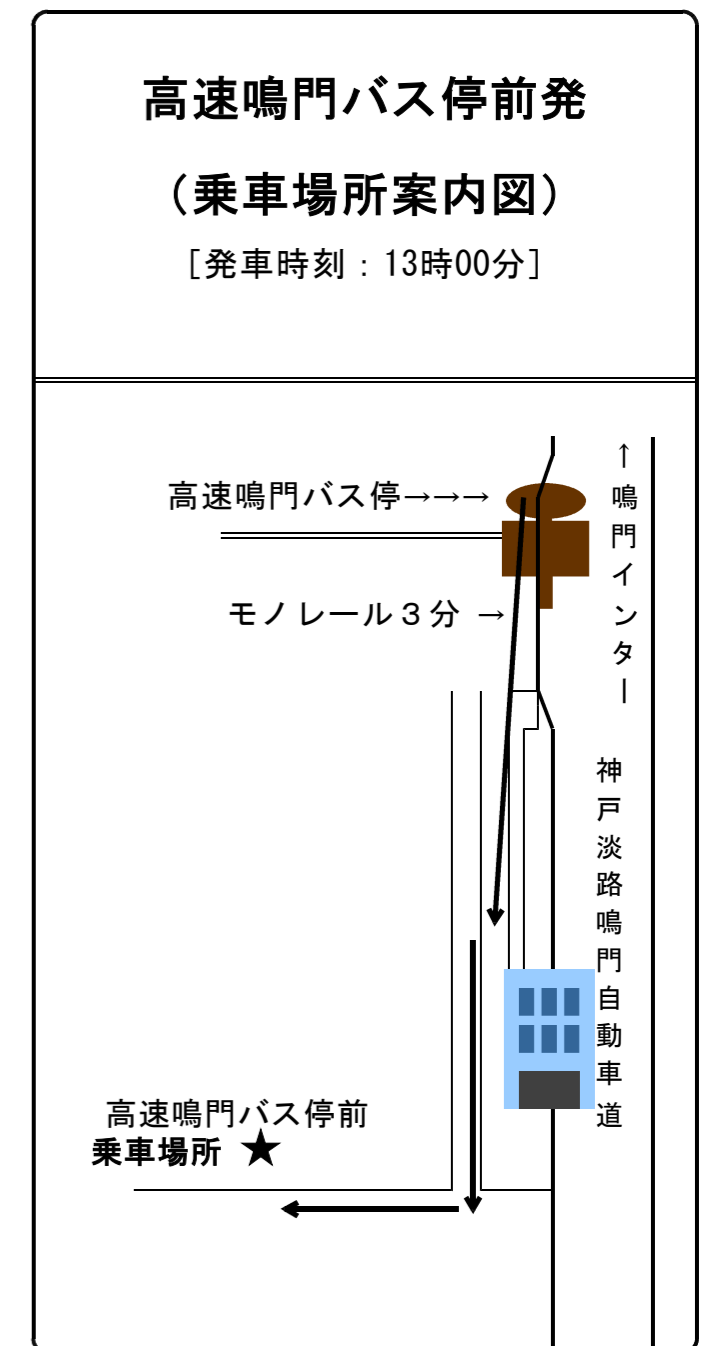 高速鳴門バス停前発
（乗車場所案内図）
［発車時刻：13時00分］
高速鳴門バス停→→→
モノレール３分 →
↑鳴門インター
神戸淡路鳴門自動車道
高速鳴門バス停前
乗車場所 ★